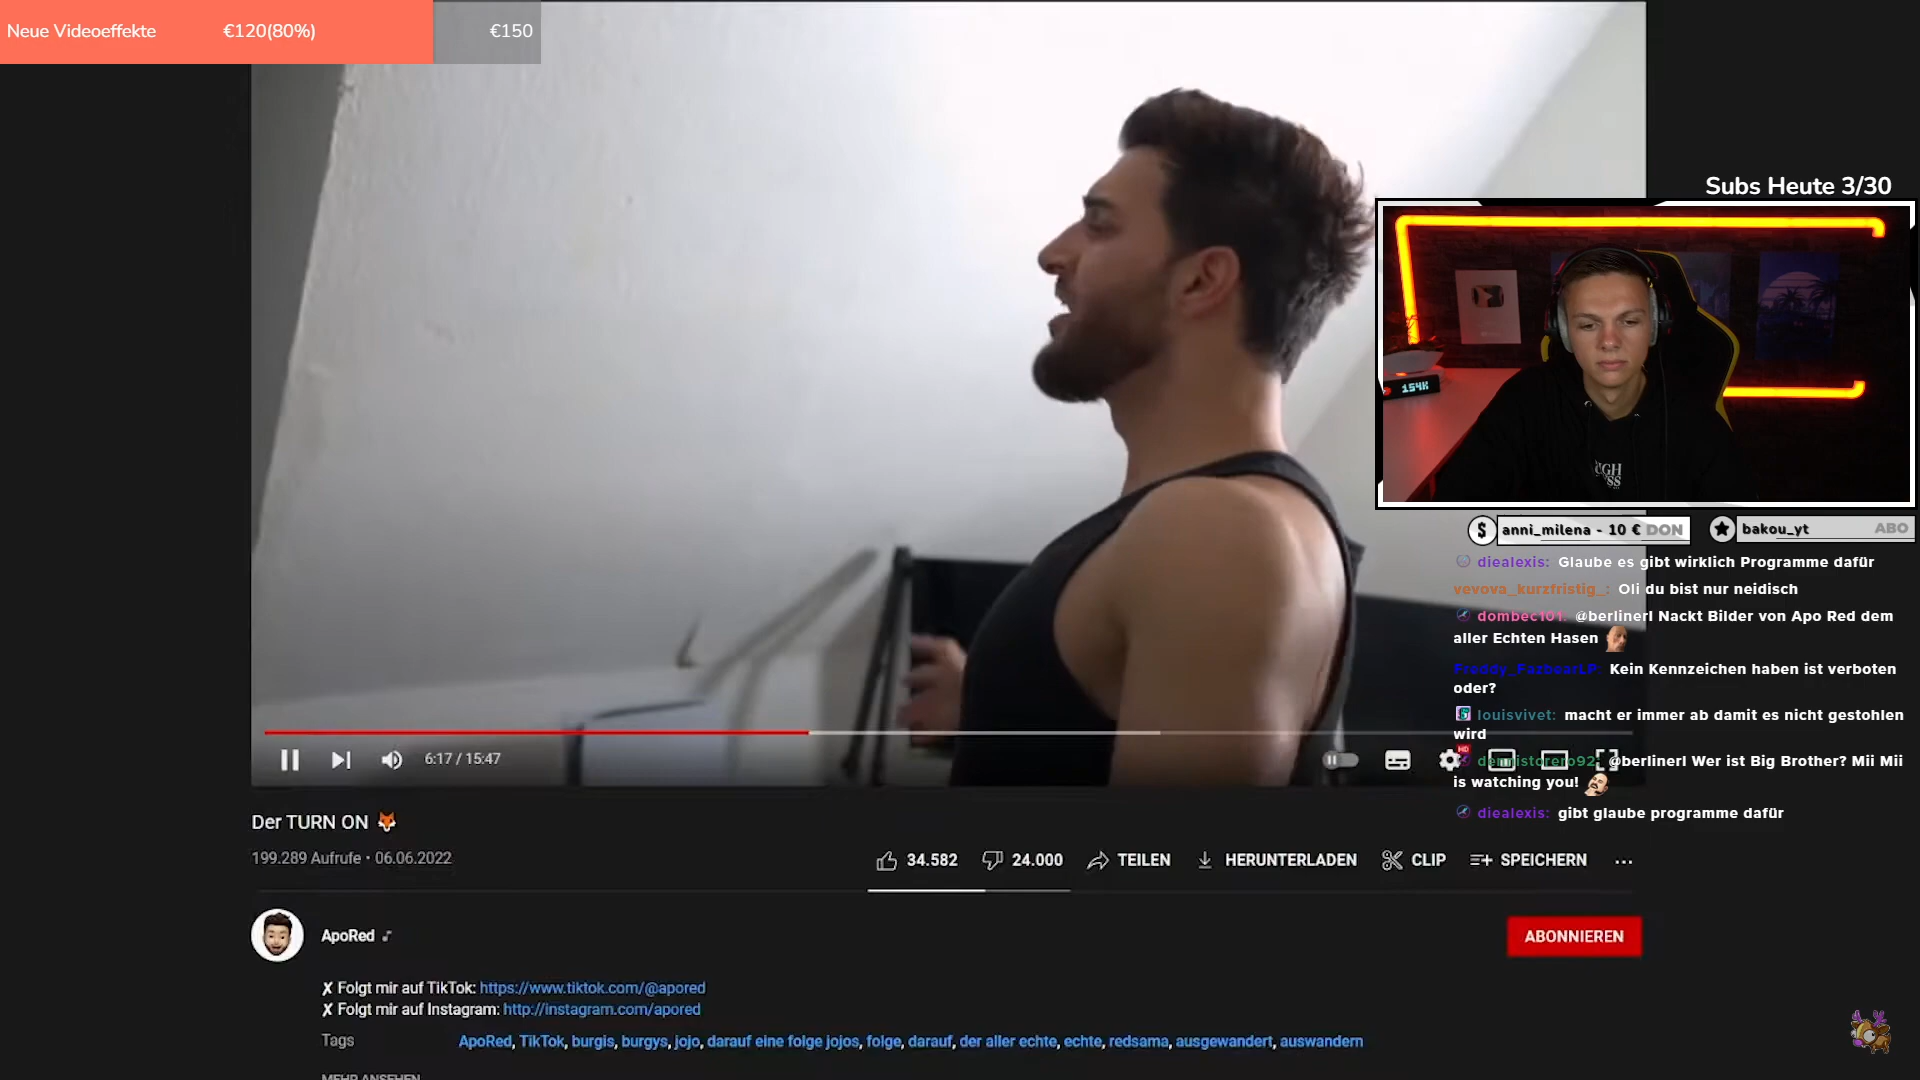 Neue Videoeffekte €120(80%) €150
Subs Heute 3/30
154K
anni_milena - 10 € DON
bakou_yt ABO
diealexis: Glaube es gibt wirklich Programme dafür
vevova_kurzfristig_: Oli du bist nur neidisch
dombec101: @berlinerl Nackt Bilder von Apo Red dem
aller Echten Hasen
Freddy_FazbearLP: Kein Kennzeichen haben ist verboten
oder?
louisvivet: macht er immer ab damit es nicht gestohlen
wird
dennistorero92: @berlinerl Wer ist Big Brother? Mii Mii
is watching you!
diealexis: gibt glaube programme dafür
6:17 / 15:47
HD
Der TURN ON
199.289 Aufrufe • 06.06.2022
34.582 24.000 TEILEN HERUNTERLADEN CLIP SPEICHERN ...
ApoRed
ABONNIEREN
✗ Folgt mir auf TikTok: https://www.tiktok.com/@apored
✗ Folgt mir auf Instagram: http://instagram.com/apored
Tags ApoRed, TikTok, burgis, burgys, jojo, darauf eine folge jojos, folge, darauf, der aller echte, echte, redsama, ausgewandert, auswandern
MEHR ANSEHEN